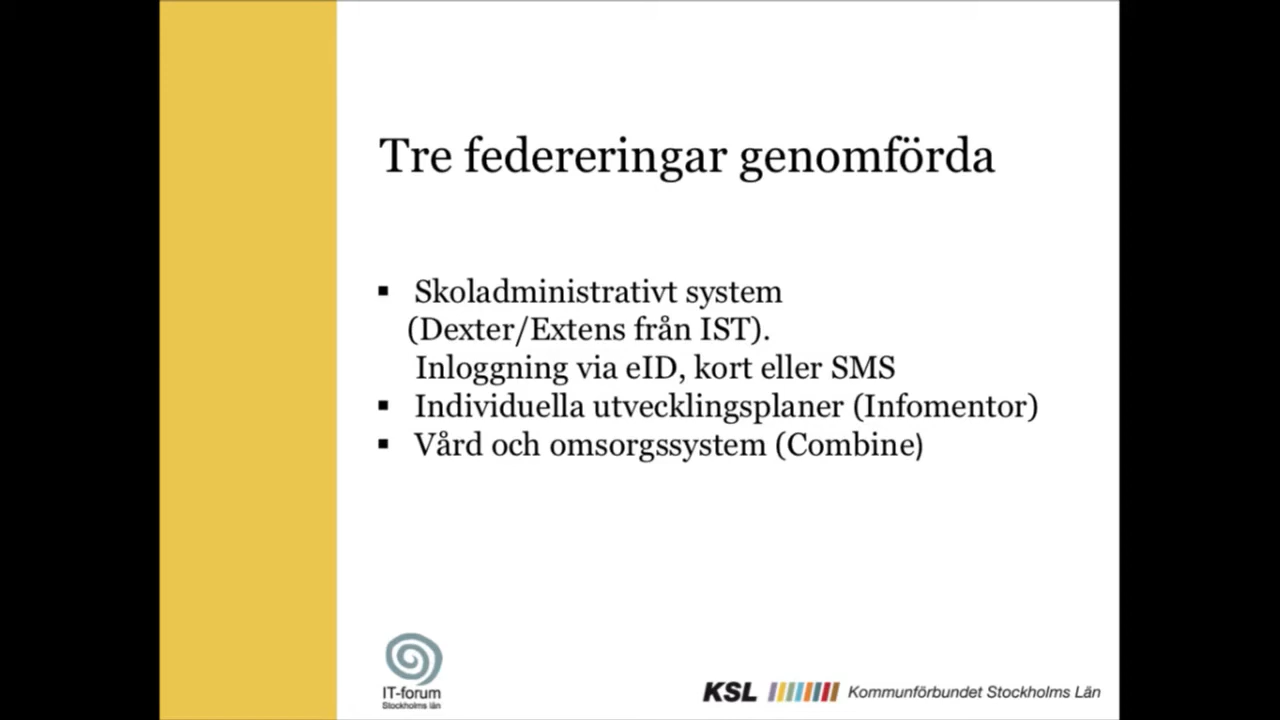 Tre federeringar genomförda
▪ Skoladministrativt system
(Dexter/Extens från IST).
Inloggning via eID, kort eller SMS
▪ Individuella utvecklingsplaner (Infomentor)
▪ Vård och omsorgssystem (Combine)
IT-forum
Stockholms län
KSL Kommunförbundet Stockholms Län